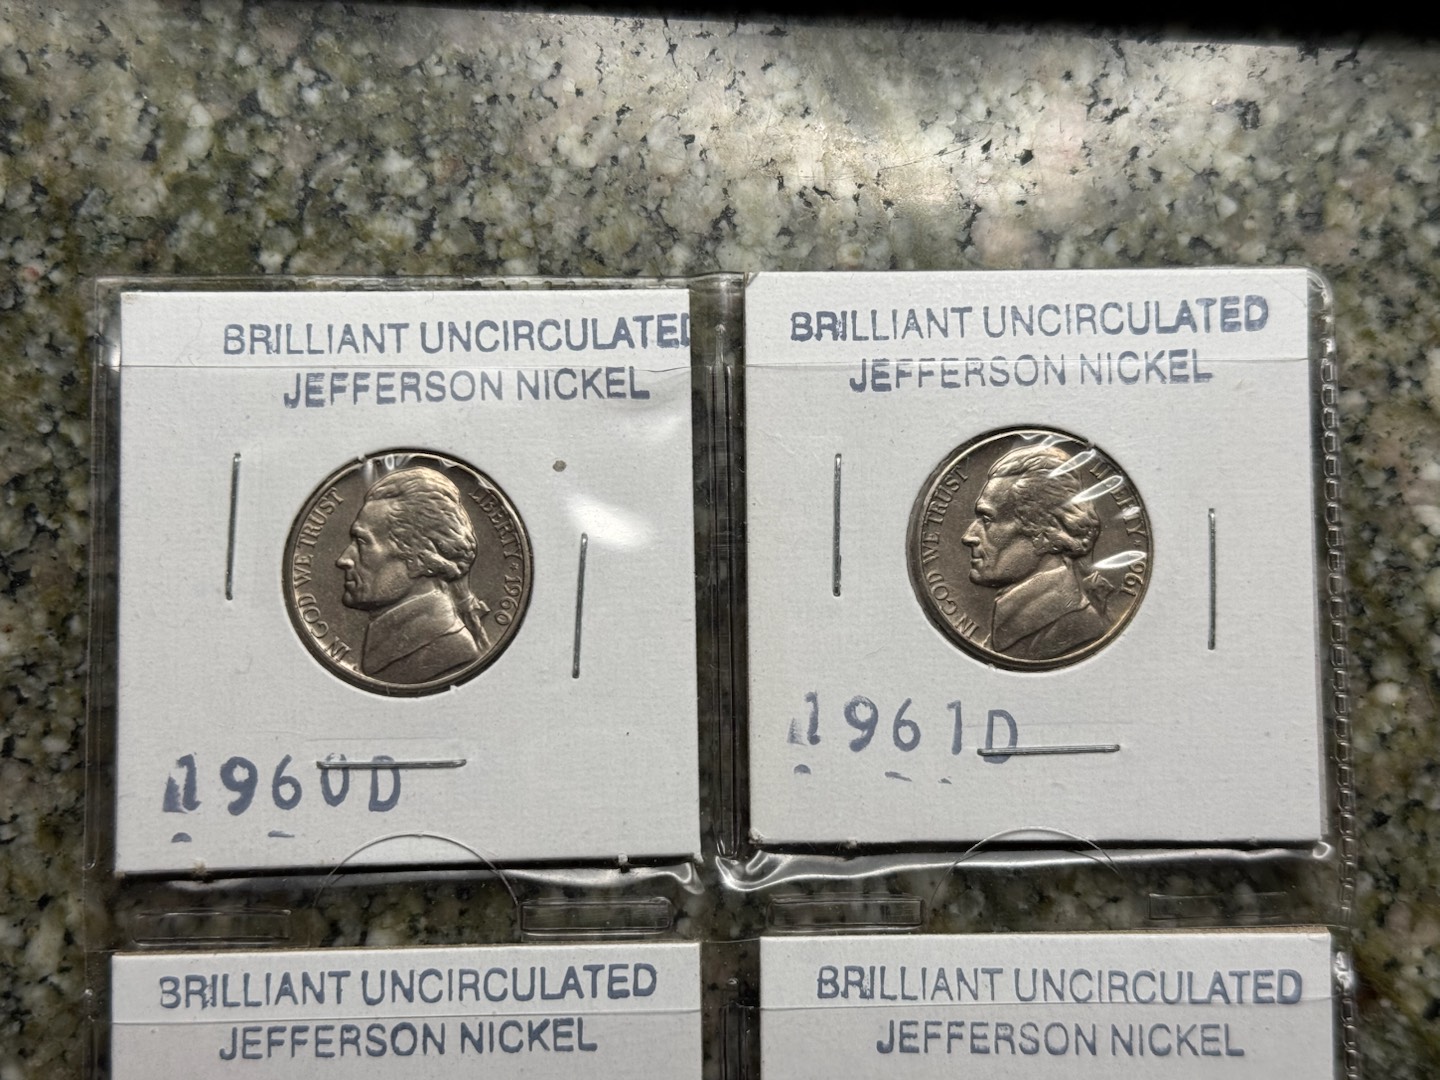 BRILLIANT UNCIRCULATED
JEFFERSON NICKEL
IN GOD WE TRUST
LIBERTY · 1960
1960D
BRILLIANT UNCIRCULATED
JEFFERSON NICKEL
IN GOD WE TRUST
LIBERTY · 1961
1961D
BRILLIANT UNCIRCULATED
JEFFERSON NICKEL
BRILLIANT UNCIRCULATED
JEFFERSON NICKEL